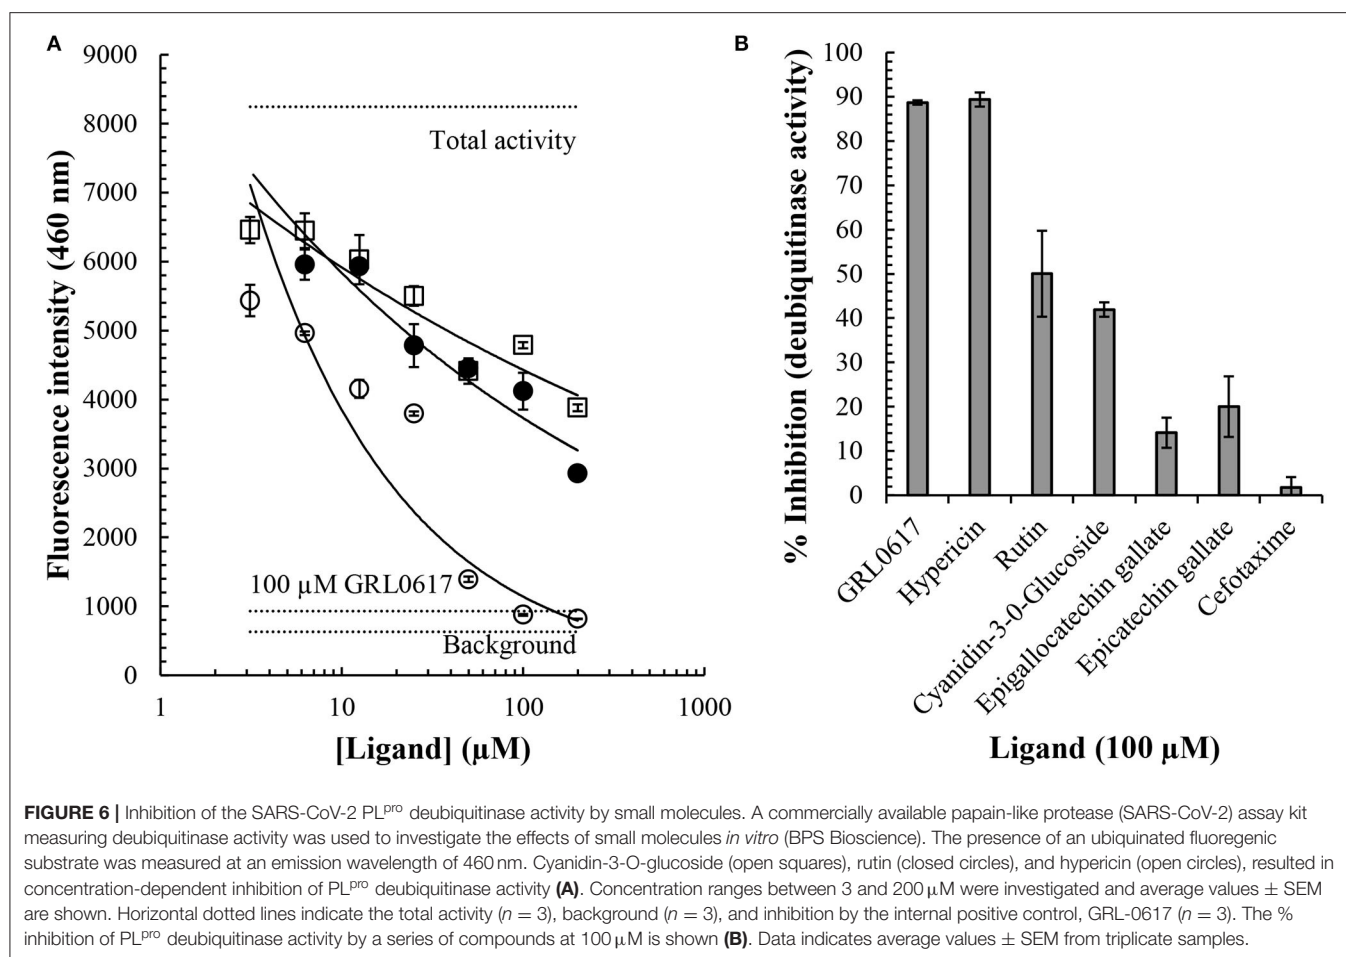 A
9000
8000
7000
6000
5000
4000
3000
2000
1000
0
Fluorescence intensity (460 nm)
Total activity
100 µM GRL0617
Background
1
10
100
1000
[Ligand] (µM)
B
100
90
80
70
60
50
40
30
20
10
0
% Inhibition (deubiquitinase activity)
GRL0617
Hypericin
Rutin
Cyanidin-3-0-Glucoside
Epigallocatechin gallate
Epicatechin gallate
Cefotaxime
Ligand (100 µM)
FIGURE 6 | Inhibition of the SARS-CoV-2 PLpro deubiquitinase activity by small molecules. A commercially available papain-like protease (SARS-CoV-2) assay kit
measuring deubiquitinase activity was used to investigate the effects of small molecules in vitro (BPS Bioscience). The presence of an ubiquinated fluoregenic
substrate was measured at an emission wavelength of 460 nm. Cyanidin-3-O-glucoside (open squares), rutin (closed circles), and hypericin (open circles), resulted in
concentration-dependent inhibition of PLpro deubiquitinase activity (A). Concentration ranges between 3 and 200 µM were investigated and average values ± SEM
are shown. Horizontal dotted lines indicate the total activity (n = 3), background (n = 3), and inhibition by the internal positive control, GRL-0617 (n = 3). The %
inhibition of PLpro deubiquitinase activity by a series of compounds at 100 µM is shown (B). Data indicates average values ± SEM from triplicate samples.